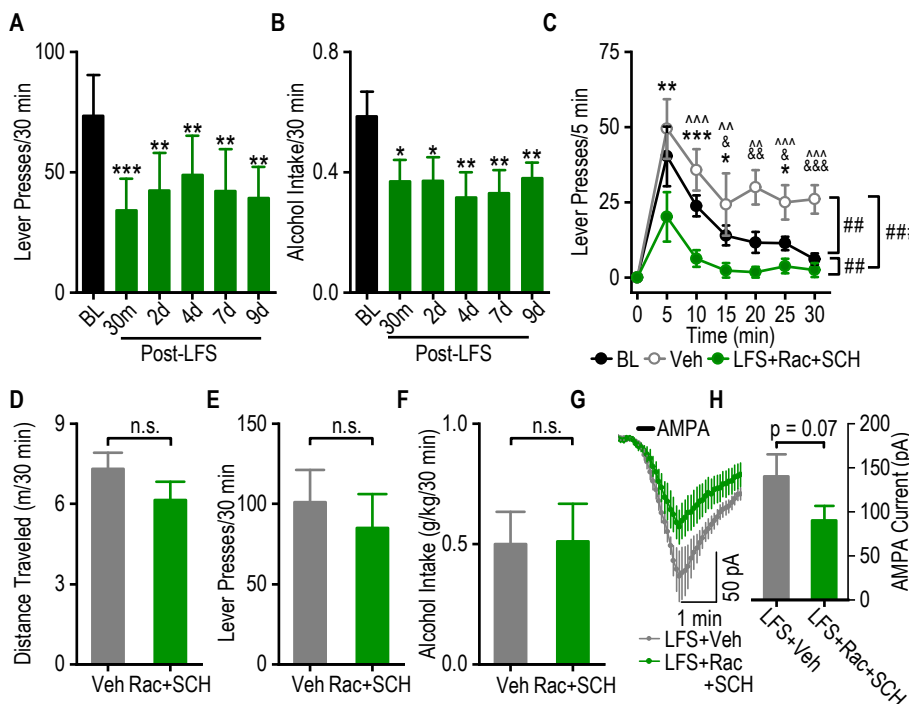 A
Lever Presses/30 min
100
50
0
***
**
**
**
**
BL
30m
2d
4d
7d
9d
Post-LFS
B
Alcohol Intake/30 min
0.8
0.4
0.0
*
*
**
**
**
BL
30m
2d
4d
7d
9d
Post-LFS
C
Lever Presses/5 min
75
50
25
0
**
^^^
***
^^
&
*
^^
&&
^^^
&
*
^^^
&&&
##
##
0 5 10 15 20 25 30
Time (min)
BL Veh LFS+Rac+SCH
D
Distance Traveled (m/30 min)
9
6
3
0
n.s.
Veh Rac+SCH
E
Lever Presses/30 min
150
100
50
0
n.s.
Veh Rac+SCH
F
Alcohol Intake (g/kg/30 min)
1.0
0.5
0.0
n.s.
Veh Rac+SCH
G
AMPA
50 pA
1 min
LFS+Veh
LFS+Rac
+SCH
H
p = 0.07
200
150
100
50
0
AMPA Current (pA)
LFS+Veh
LFS+Rac+SCH